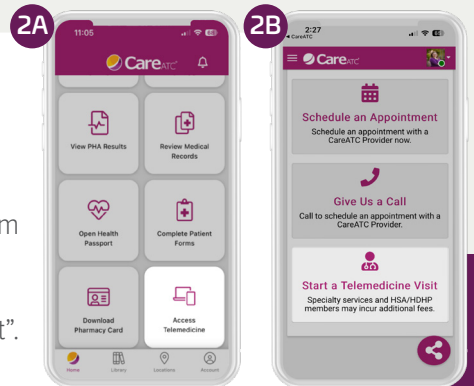 2A
11:05
CareATC
View PHA Results
Review Medical
Records
Open Health
Passport
Complete Patient
Forms
Download
Pharmacy Card
Access
Telemedicine
Home
Library
Locations
Account
2B
2:27
CareATC
CareATC
Schedule an Appointment
Schedule an appointment with a
CareATC Provider now.
Give Us a Call
Call to schedule an appointment with a
CareATC Provider.
Start a Telemedicine Visit
Specialty services and HSA/HDHP
members may incur additional fees.
m
t”.